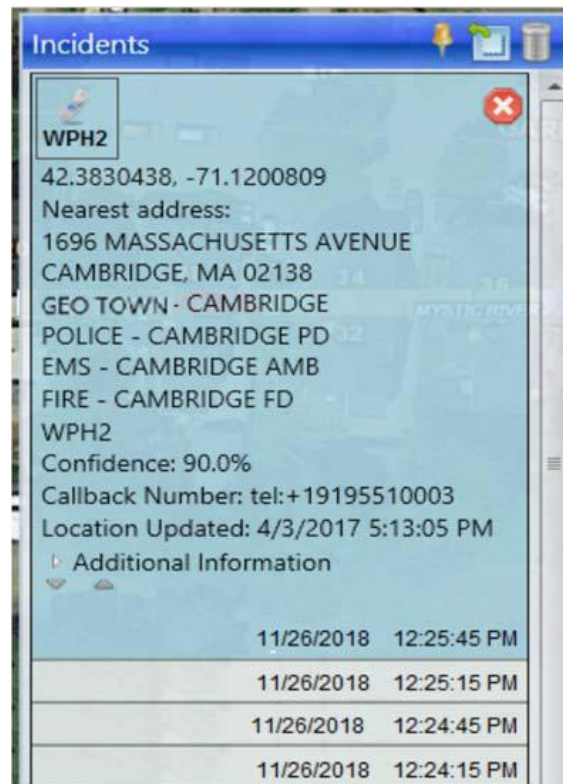 Incidents
WPH2
42.3830438, -71.1200809
Nearest address:
1696 MASSACHUSETTS AVENUE
CAMBRIDGE, MA 02138
GEO TOWN - CAMBRIDGE
POLICE - CAMBRIDGE PD
EMS - CAMBRIDGE AMB
FIRE - CAMBRIDGE FD
WPH2
Confidence: 90.0%
Callback Number: tel:+19195510003
Location Updated: 4/3/2017 5:13:05 PM
Additional Information
11/26/2018 12:25:45 PM
11/26/2018 12:25:15 PM
11/26/2018 12:24:45 PM
11/26/2018 12:24:15 PM